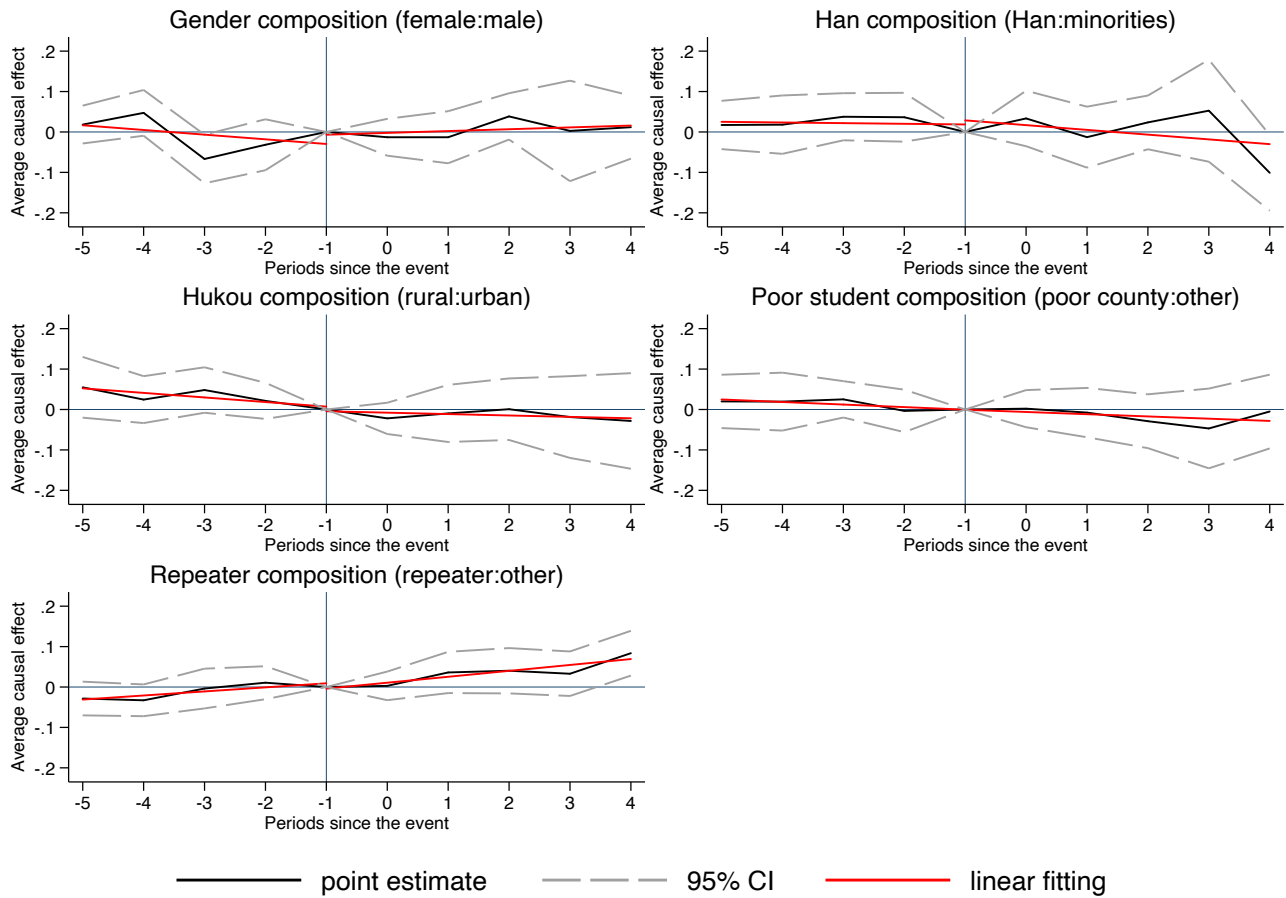 Gender composition (female:male)
Average causal effect
.2
.1
0
-.1
-.2
-5 -4 -3 -2 -1 0 1 2 3 4
Periods since the event
Han composition (Han:minorities)
Average causal effect
.2
.1
0
-.1
-.2
-5 -4 -3 -2 -1 0 1 2 3 4
Periods since the event
Hukou composition (rural:urban)
Average causal effect
.2
.1
0
-.1
-.2
-5 -4 -3 -2 -1 0 1 2 3 4
Periods since the event
Poor student composition (poor county:other)
Average causal effect
.2
.1
0
-.1
-.2
-5 -4 -3 -2 -1 0 1 2 3 4
Periods since the event
Repeater composition (repeater:other)
Average causal effect
.2
.1
0
-.1
-.2
-5 -4 -3 -2 -1 0 1 2 3 4
Periods since the event
point estimate 95% CI linear fitting